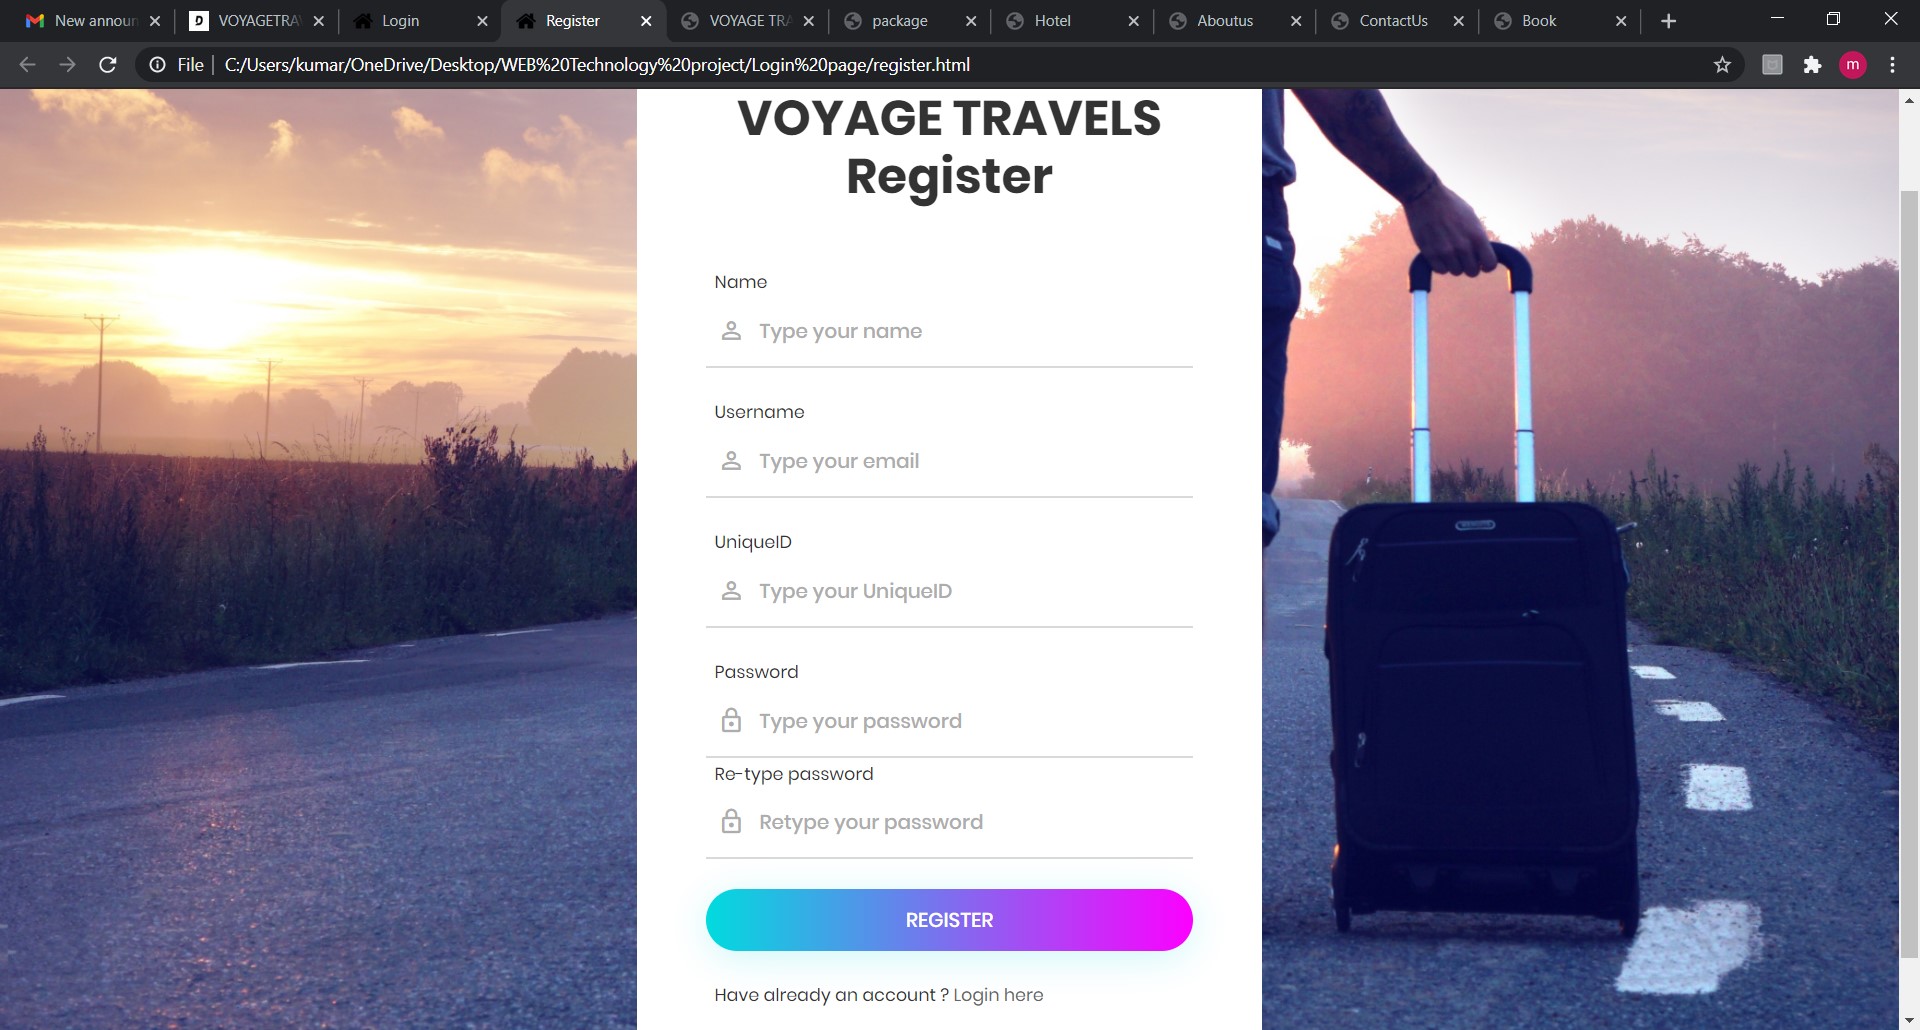 New announ
VOYAGETRA
Login
Register
VOYAGE TRA
package
Hotel
Aboutus
ContactUs
Book
File
C:/Users/kumar/OneDrive/Desktop/WEB%20Technology%20project/Login%20page/register.html
m
VOYAGE TRAVELS
Register
Name
Type your name
Username
Type your email
UniqueID
Type your UniqueID
Password
Type your password
Re-type password
Retype your password
REGISTER
Have already an account ? Login here